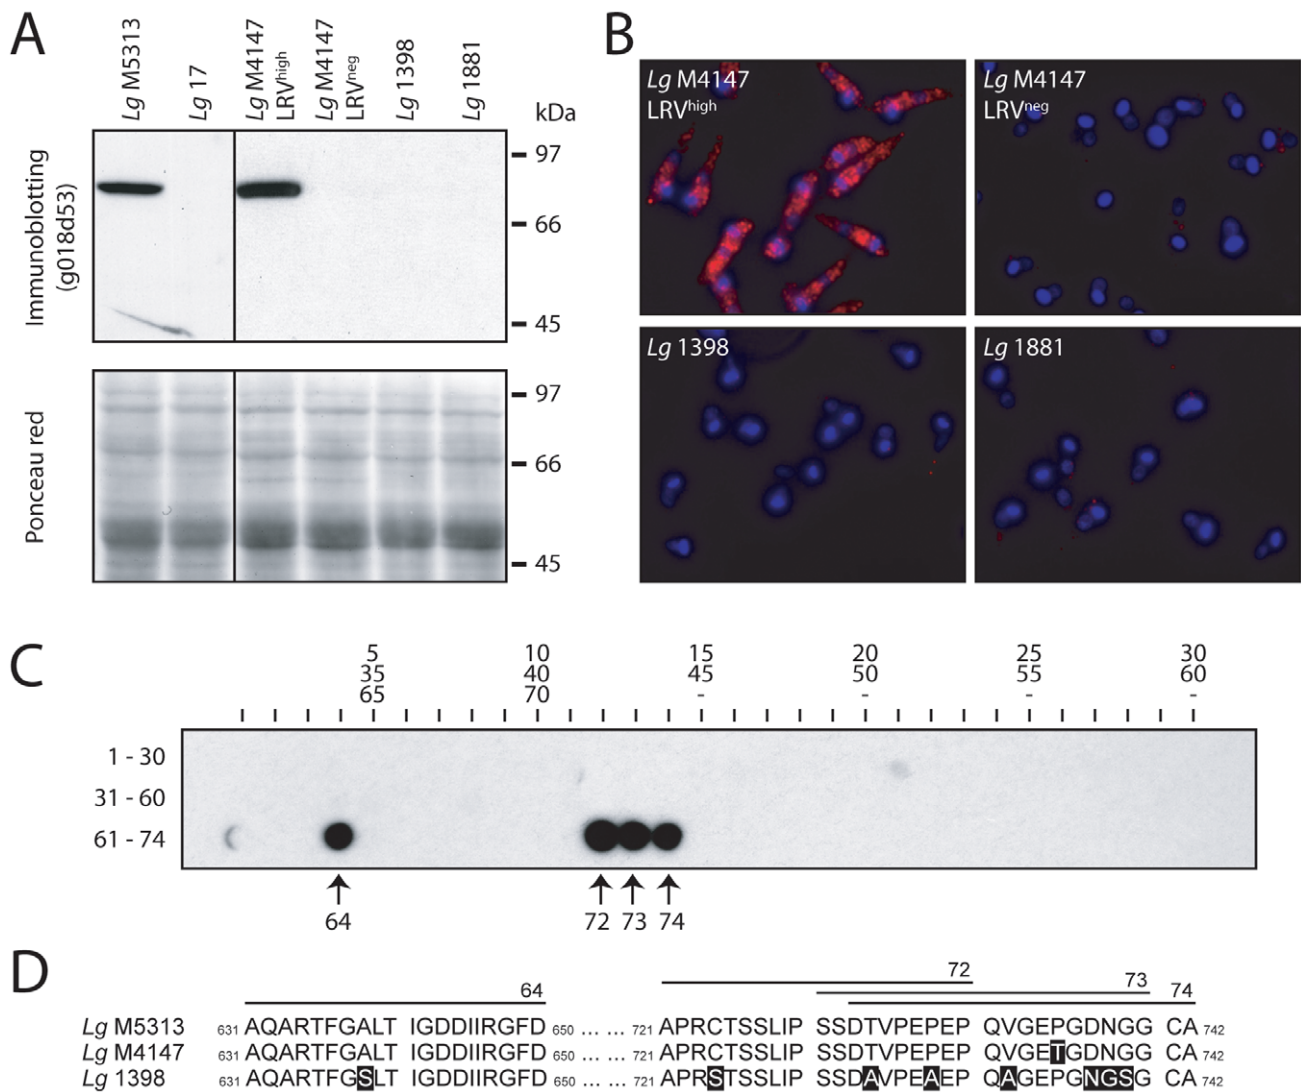 A
Lg M5313
Lg 17
Lg M4147
LRVhigh
Lg M4147
LRVneg
Lg 1398
Lg 1881
kDa
Immunoblotting
(g018d53)
97
66
45
Ponceau red
97
66
45
B
Lg M4147
LRVhigh
Lg M4147
LRVneg
Lg 1398
Lg 1881
C
5 10 15 20 25 30
35 40 45 50 55 60
65 70 - - - -
1 - 30
31 - 60
61 - 74
64 72 73 74
D
64 72 73 74
Lg M5313 631 AQARTFGALT IGDDIIRGFD 650 ... ... 721 APRCTSSLIP SSDTVPEPEP QVGEPGDNGG CA 742
Lg M4147 631 AQARTFGALT IGDDIIRGFD 650 ... ... 721 APRCTSSLIP SSDTVPEPEP QVGETGDNGG CA 742
Lg 1398 631 AQARTFGSLT IGDDIIRGFD 650 ... ... 721 APRSTSSLIP SSDAVPEAEP QAGEPGNGSG CA 742